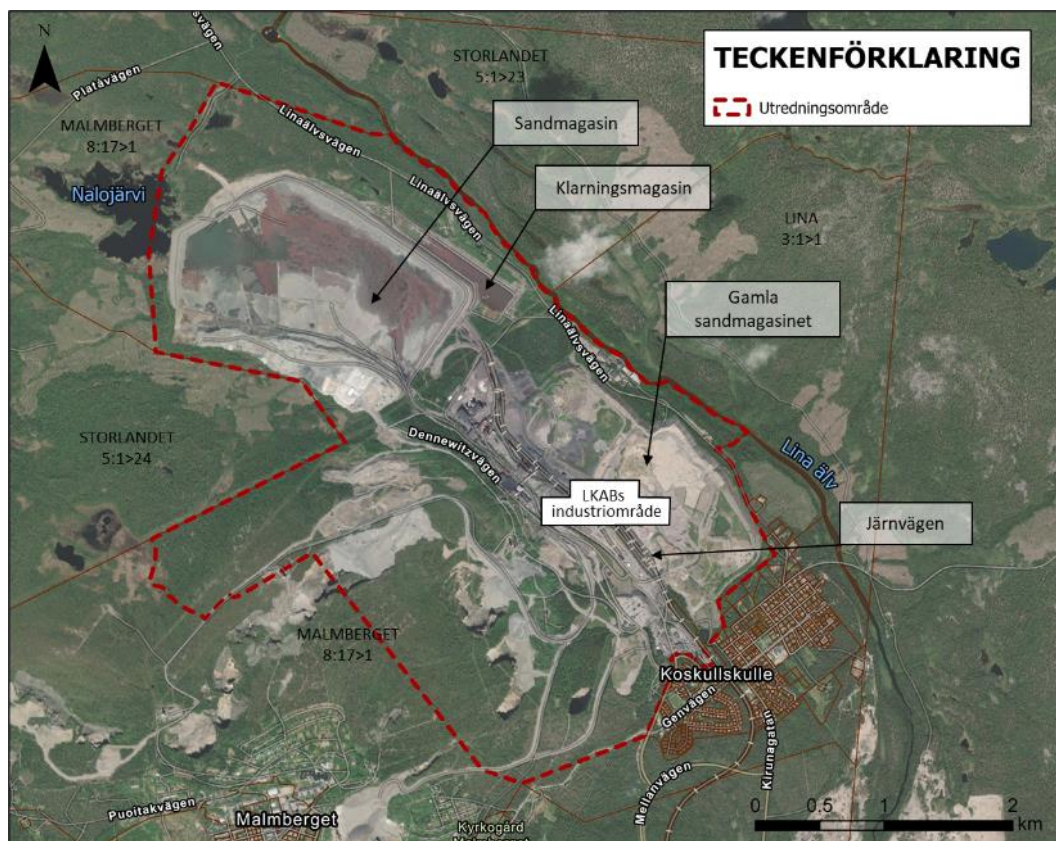 N
svägen
Platåvägen
STORLANDET
5:1>23
TECKENFÖRKLARING
Utredningsområde
MALMBERGET
8:17>1
Linaälvsvägen
Sandmagasin
Nalojärvi
Linaälvsvägen
Klarningsmagasin
LINA
3:1>1
Gamla
sandmagasinet
Linaälvsvägen
STORLANDET
5:1>24
Dennewitzvägen
Lina älv
LKABs
industriområde
Järnvägen
MALMBERGET
8:17>1
Koskullskulle
Genvägen
Mellanvägen
Kirunagatan
Puoitakvägen
Malmberget
Kyrkogård
0 0.5 1 2
km